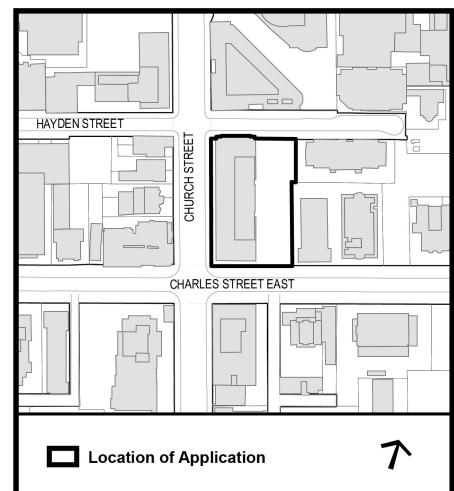 HAYDEN STREET
CHURCH STREET
CHARLES STREET EAST
Location of Application